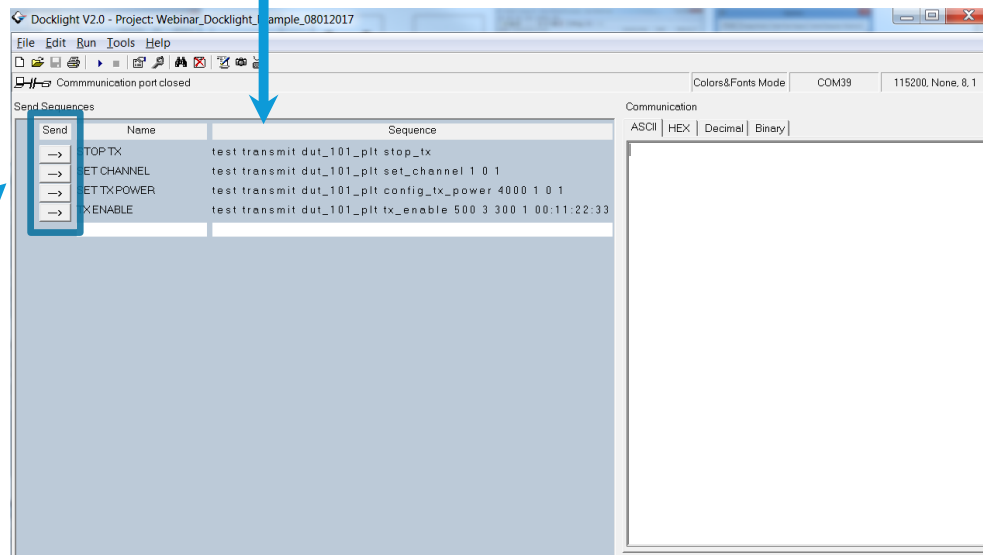 Docklight V2.0 - Project: Webinar_Docklight_ ample_08012017
File Edit Run Tools Help
Commmunication port closed
Colors&Fonts Mode COM39 115200, None, 8, 1
Send Sequences
Send Name Sequence
STOP TX test transmit dut_101_plt stop_tx
SET CHANNEL test transmit dut_101_plt set_channel 1 0 1
SET TX POWER test transmit dut_101_plt config_tx_power 4000 1 0 1
TX ENABLE test transmit dut_101_plt tx_enable 500 3 300 1 00:11:22:33
Communication
ASCII HEX Decimal Binary